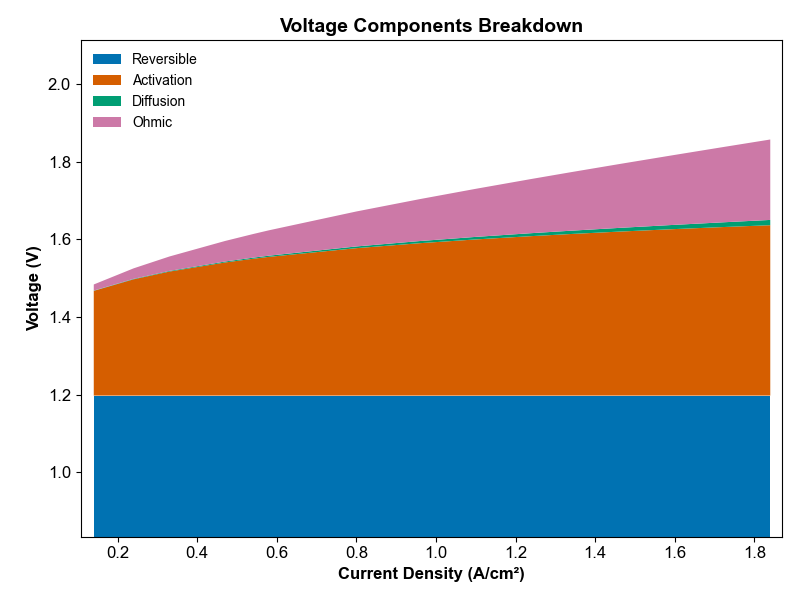 Voltage Components Breakdown
Reversible
Activation
Diffusion
Ohmic
Voltage (V)
2.0
1.8
1.6
1.4
1.2
1.0
0.2 0.4 0.6 0.8 1.0 1.2 1.4 1.6 1.8
Current Density (A/cm²)